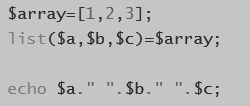 $array=[1,2,3];
list($a,$b,$c)=$array;
echo $a." ".$b." ".$c;